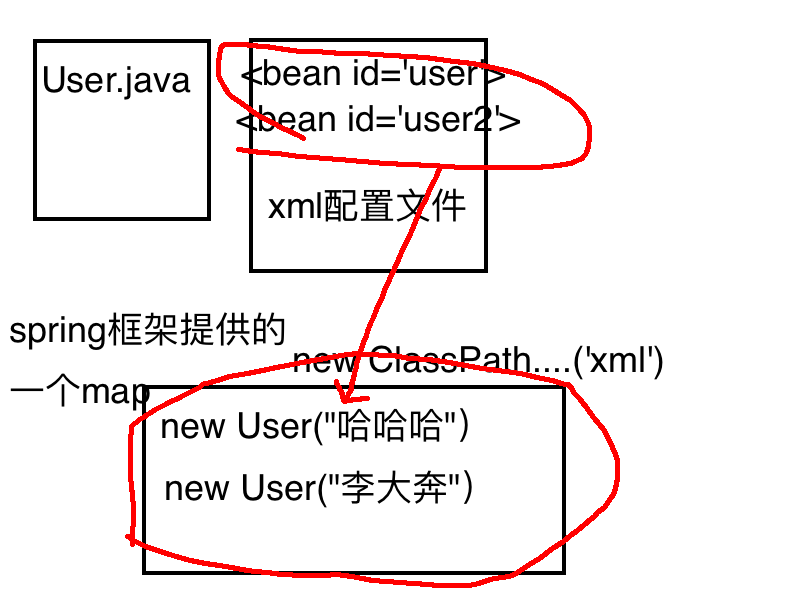 User.java
<bean id='user'>
<bean id='user2'>
xml配置文件
spring框架提供的
一个map
new ClassPath....('xml')
new User("哈哈哈")
new User("李大奔")